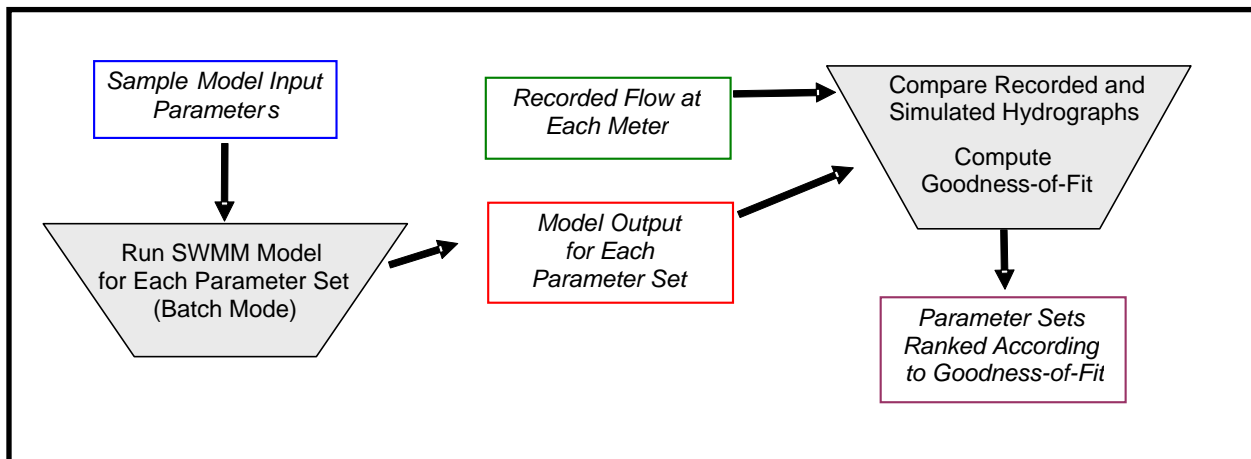 Sample Model Input
Parameters
Run SWMM Model
for Each Parameter Set
(Batch Mode)
Recorded Flow at
Each Meter
Model Output
for Each
Parameter Set
Compare Recorded and
Simulated Hydrographs
Compute
Goodness-of-Fit
Parameter Sets
Ranked According
to Goodness-of-Fit